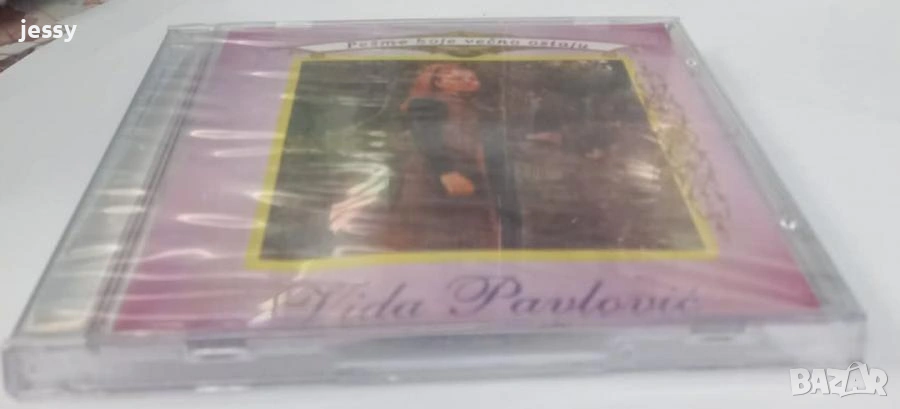 jessy
Pesme koje večno ostaju
Vida Pavlović
BAZAR